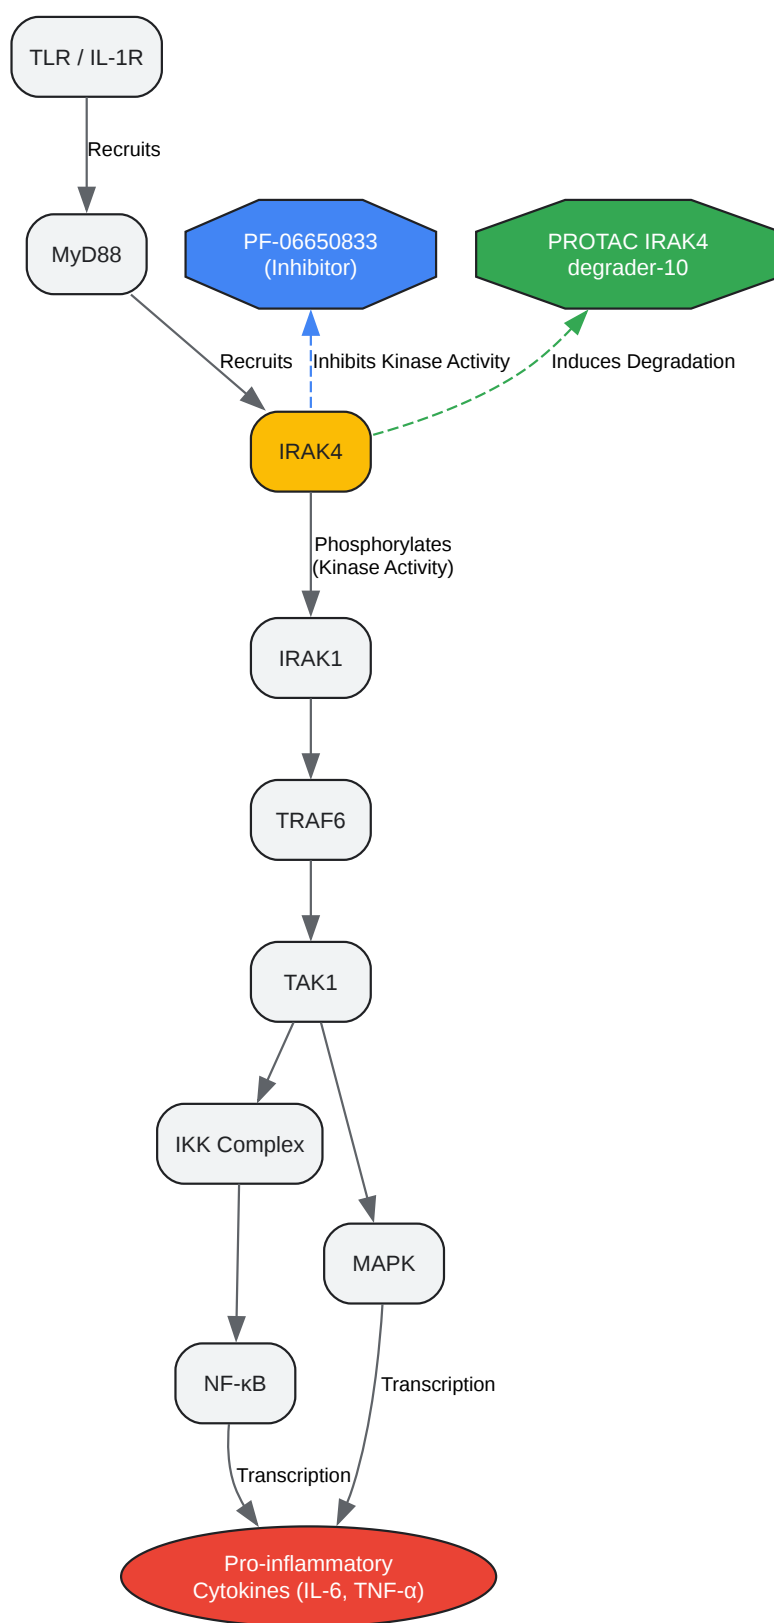 TLR / IL-1R
Recruits
MyD88
PF-06650833
(Inhibitor)
PROTAC IRAK4
degrader-10
Recruits
Inhibits Kinase Activity
Induces Degradation
IRAK4
Phosphorylates
(Kinase Activity)
IRAK1
TRAF6
TAK1
IKK Complex
MAPK
NF-κB
Transcription
Transcription
Pro-inflammatory
Cytokines (IL-6, TNF-α)